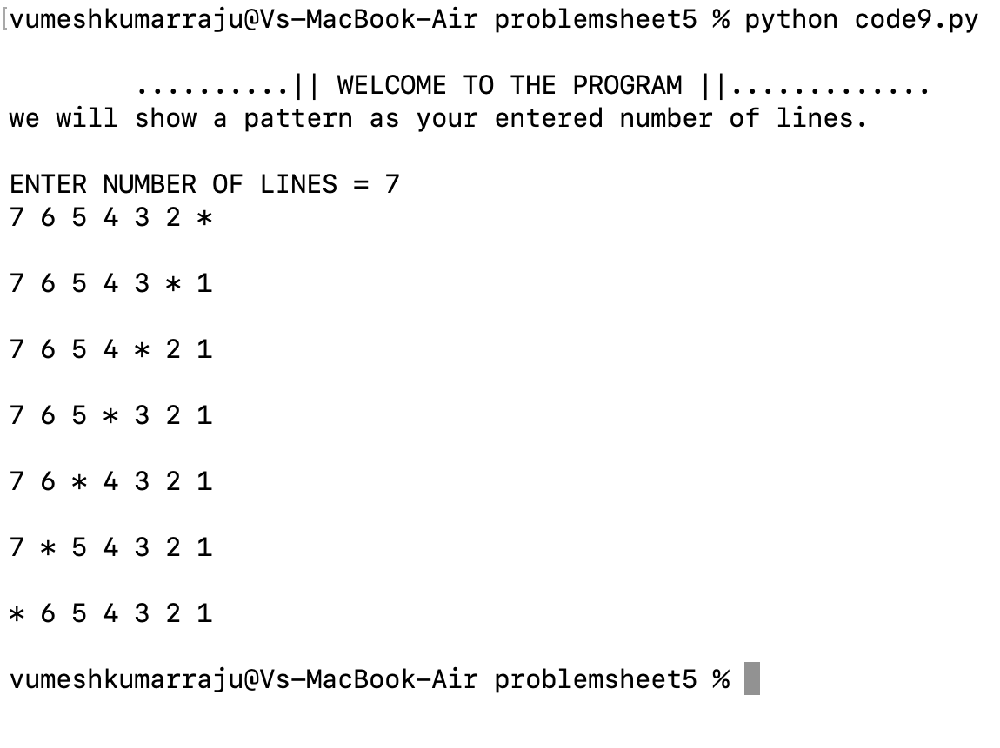 [vumeshkumarraju@Vs-MacBook-Air problemsheet5 % python code9.py
..........|| WELCOME TO THE PROGRAM ||.............
we will show a pattern as your entered number of lines.
ENTER NUMBER OF LINES = 7
7 6 5 4 3 2 *
7 6 5 4 3 * 1
7 6 5 4 * 2 1
7 6 5 * 3 2 1
7 6 * 4 3 2 1
7 * 5 4 3 2 1
* 6 5 4 3 2 1
vumeshkumarraju@Vs-MacBook-Air problemsheet5 %